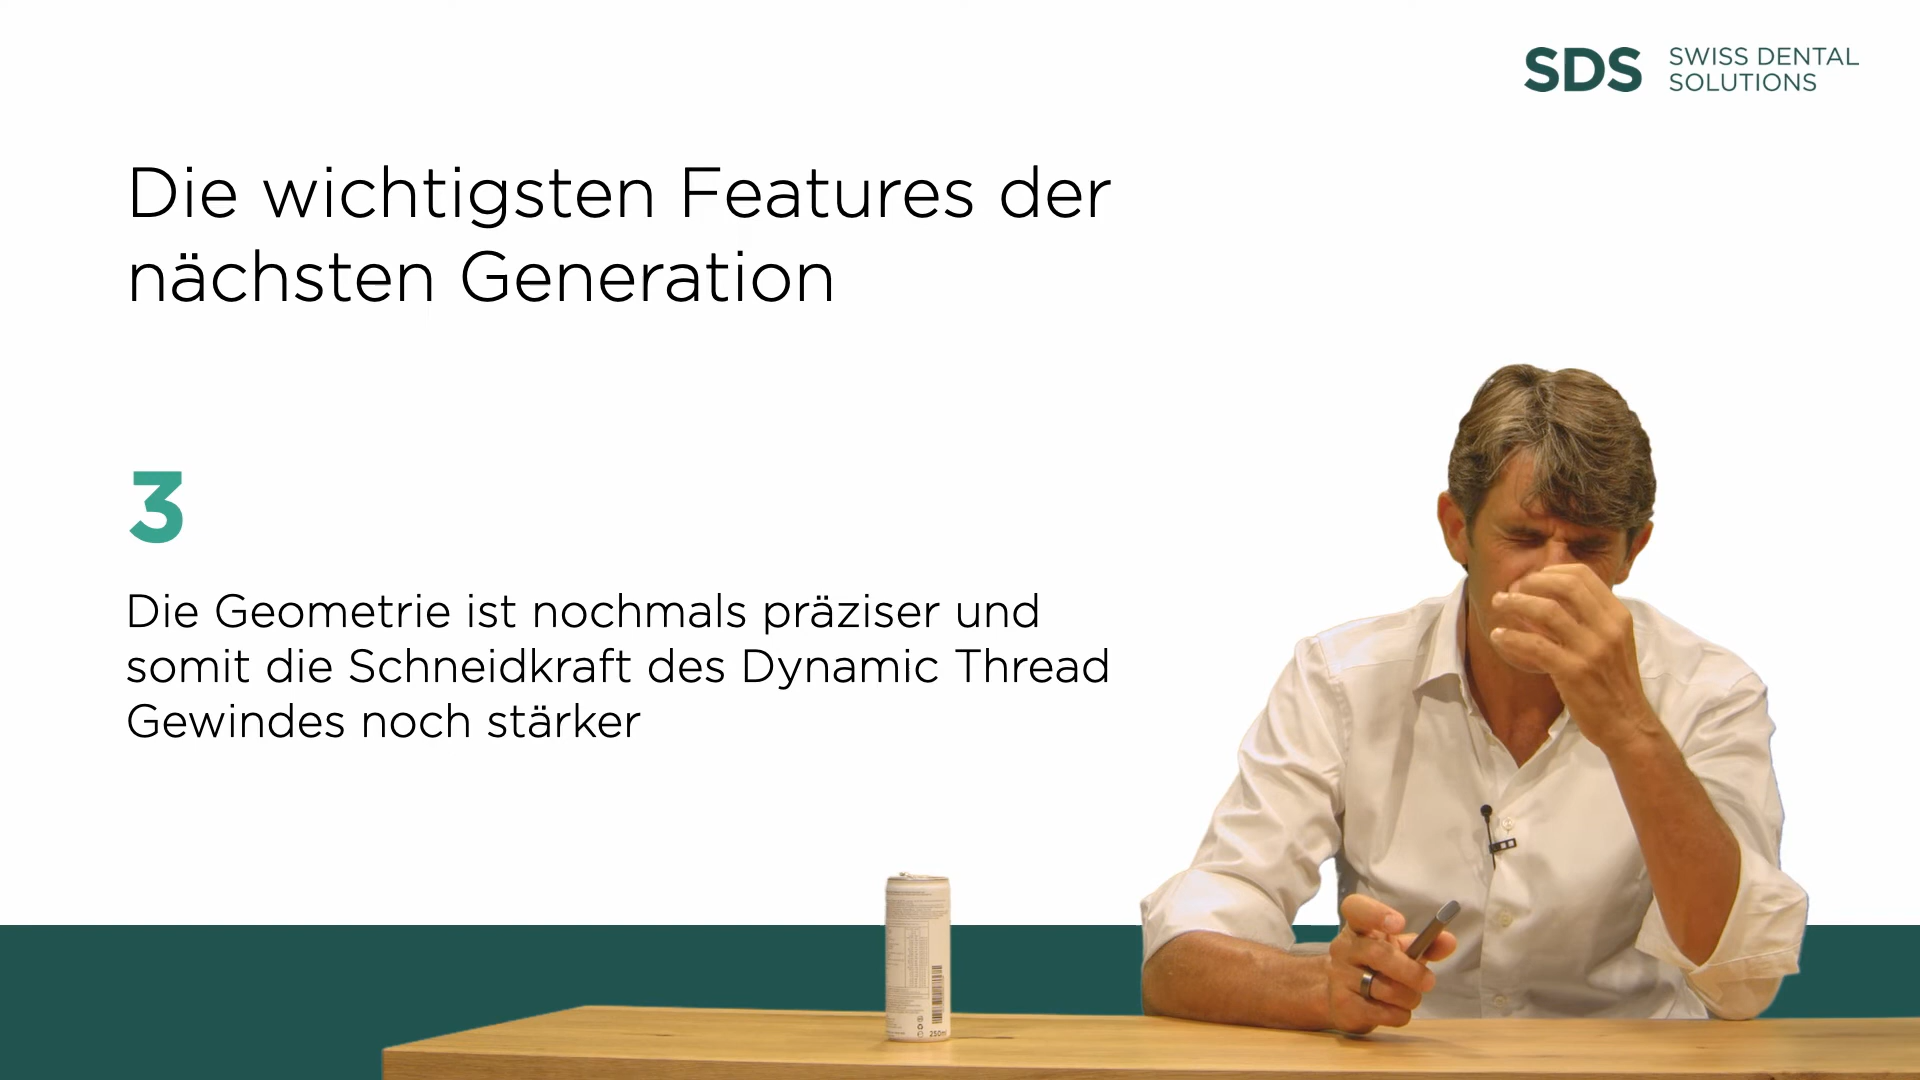 SDS SWISS DENTAL
SOLUTIONS
Die wichtigsten Features der
nächsten Generation
3
Die Geometrie ist nochmals präziser und
somit die Schneidkraft des Dynamic Thread
Gewindes noch stärker